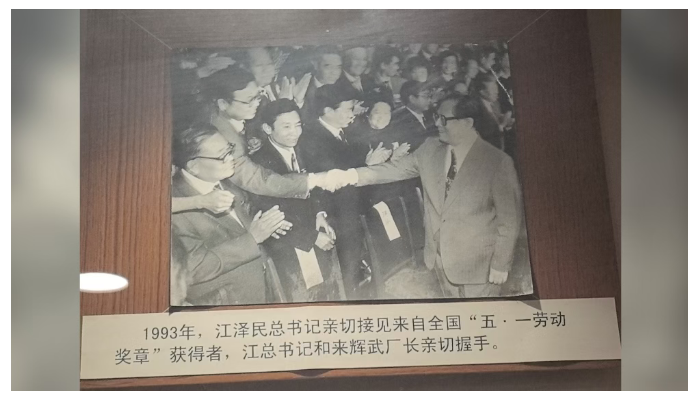 1993年，江泽民总书记亲切接见来自全国“五·一劳动
奖章”获得者，江总书记和来辉武厂长亲切握手。